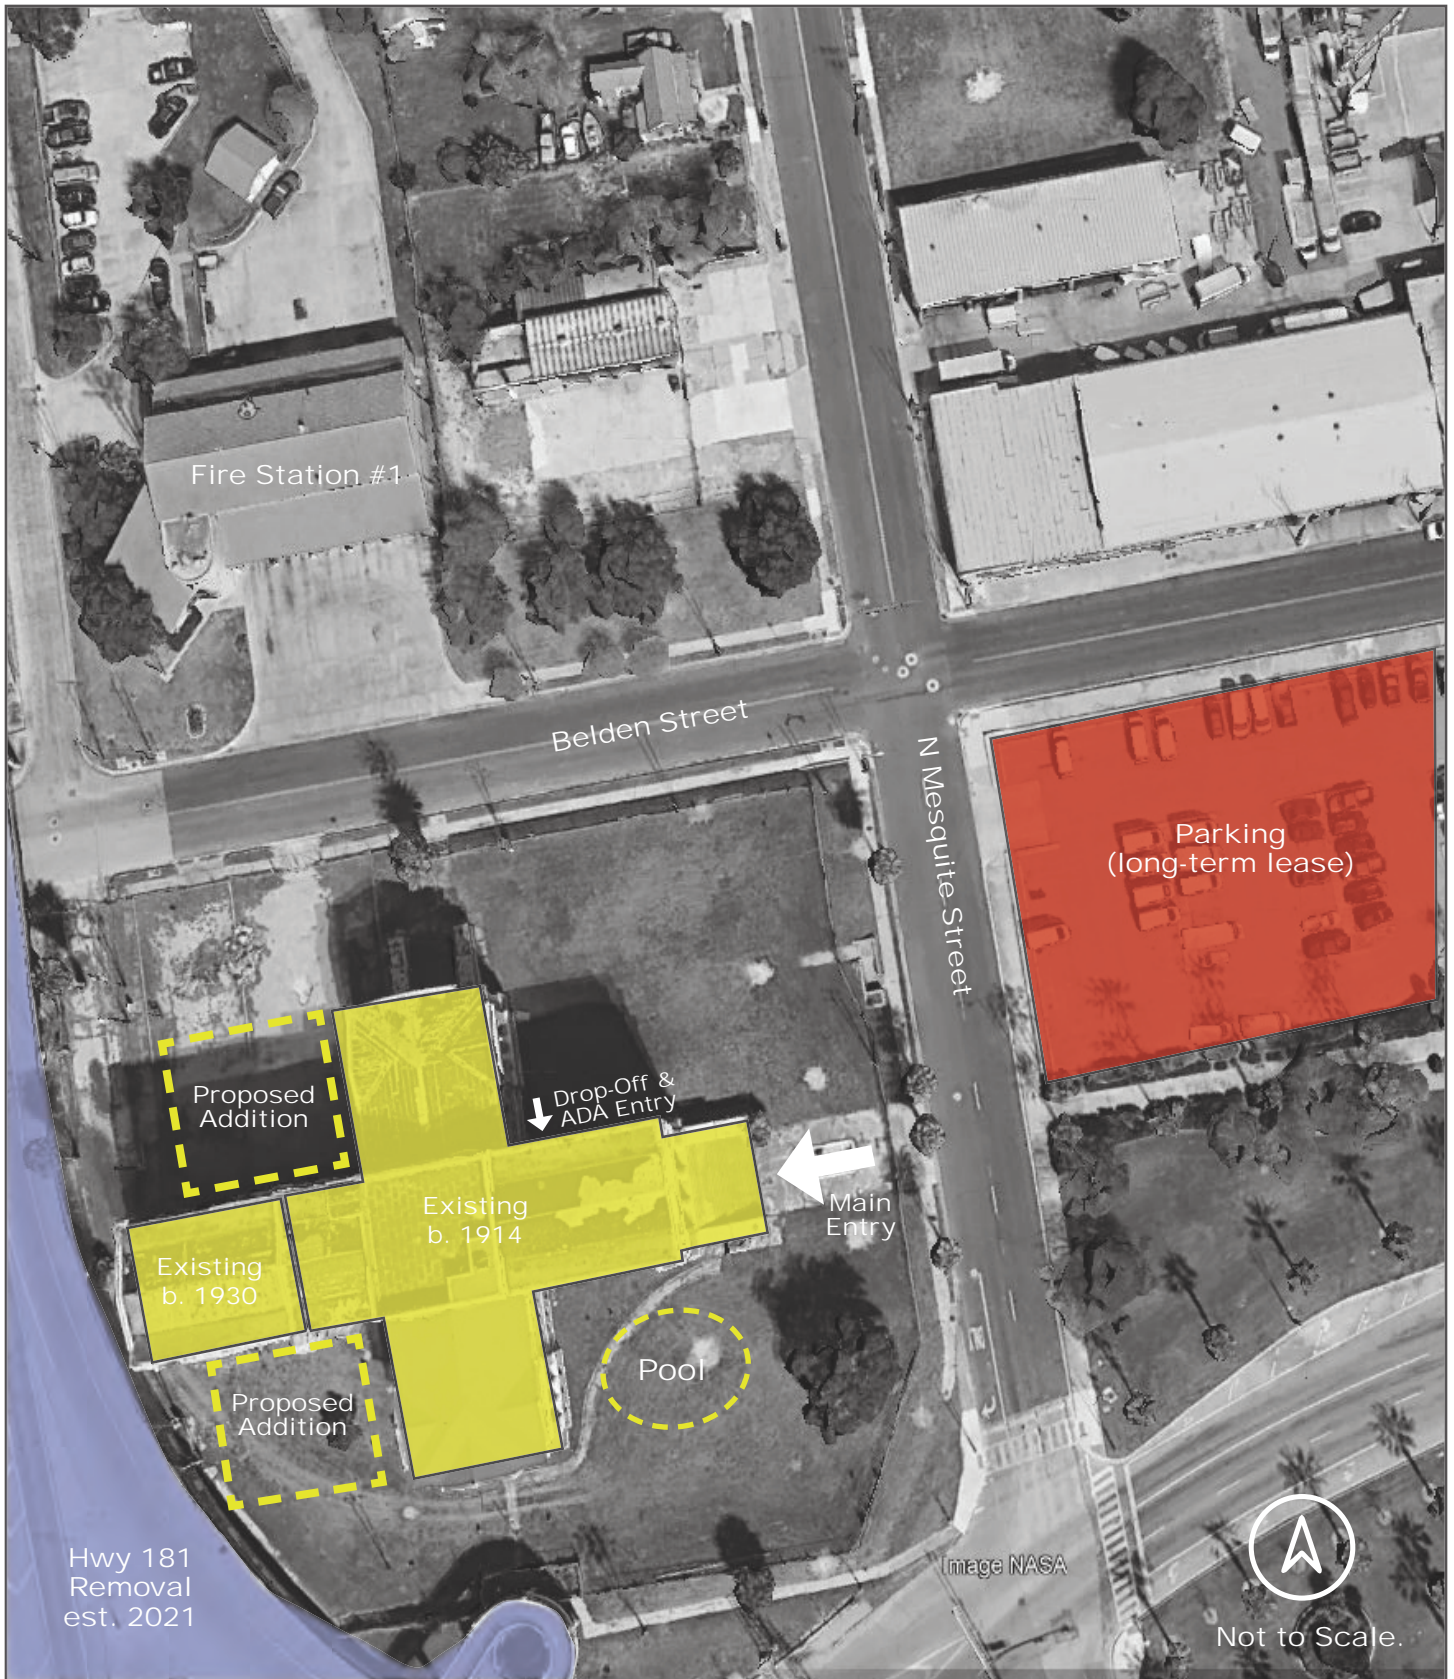 Fire Station #1
Belden Street
N Mesquite Street
Parking
(long-term lease)
Proposed
Addition
Drop-Off &
ADA Entry
Existing
b. 1914
Main
Entry
Existing
b. 1930
Pool
Proposed
Addition
Hwy 181
Removal
est. 2021
Image NASA
Not to Scale.